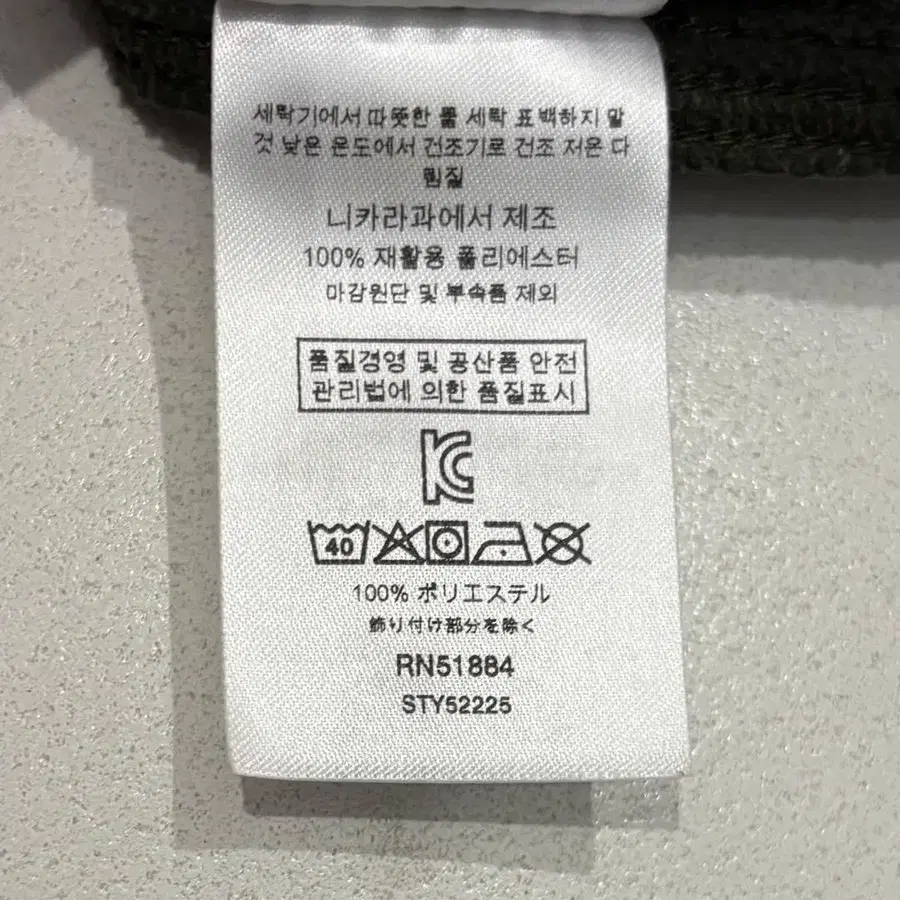 세탁기에서 따뜻한 물 세탁 표백하지 말
것 낮은 온도에서 건조기로 건조 저온 다
림질
니카라과에서 제조
100% 재활용 폴리에스터
마감원단 및 부속품 제외
품질경영 및 공산품 안전
관리법에 의한 품질표시
KC
40
100% ポリエステル
飾り付け部分を除く
RN51884
STY52225